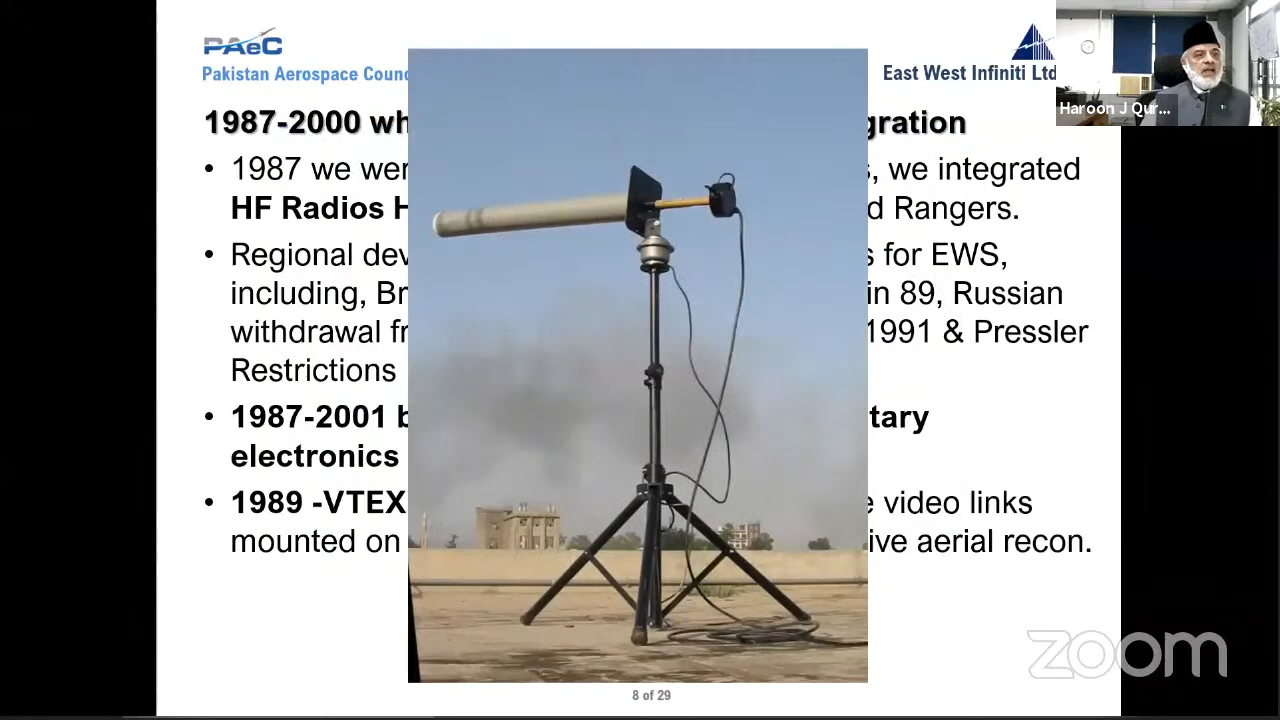 PAeC
Pakistan Aerospace Counc
East West Infiniti Ltd
Haroon J Qur...
1987-2000 wh gration
• 1987 we wer s, we integrated
HF Radios H d Rangers.
• Regional dev s for EWS,
including, Br in 89, Russian
withdrawal fr 1991 & Pressler
Restrictions
• 1987-2001 b tary
electronics
• 1989 -VTEX e video links
mounted on ive aerial recon.
zoom
8 of 29